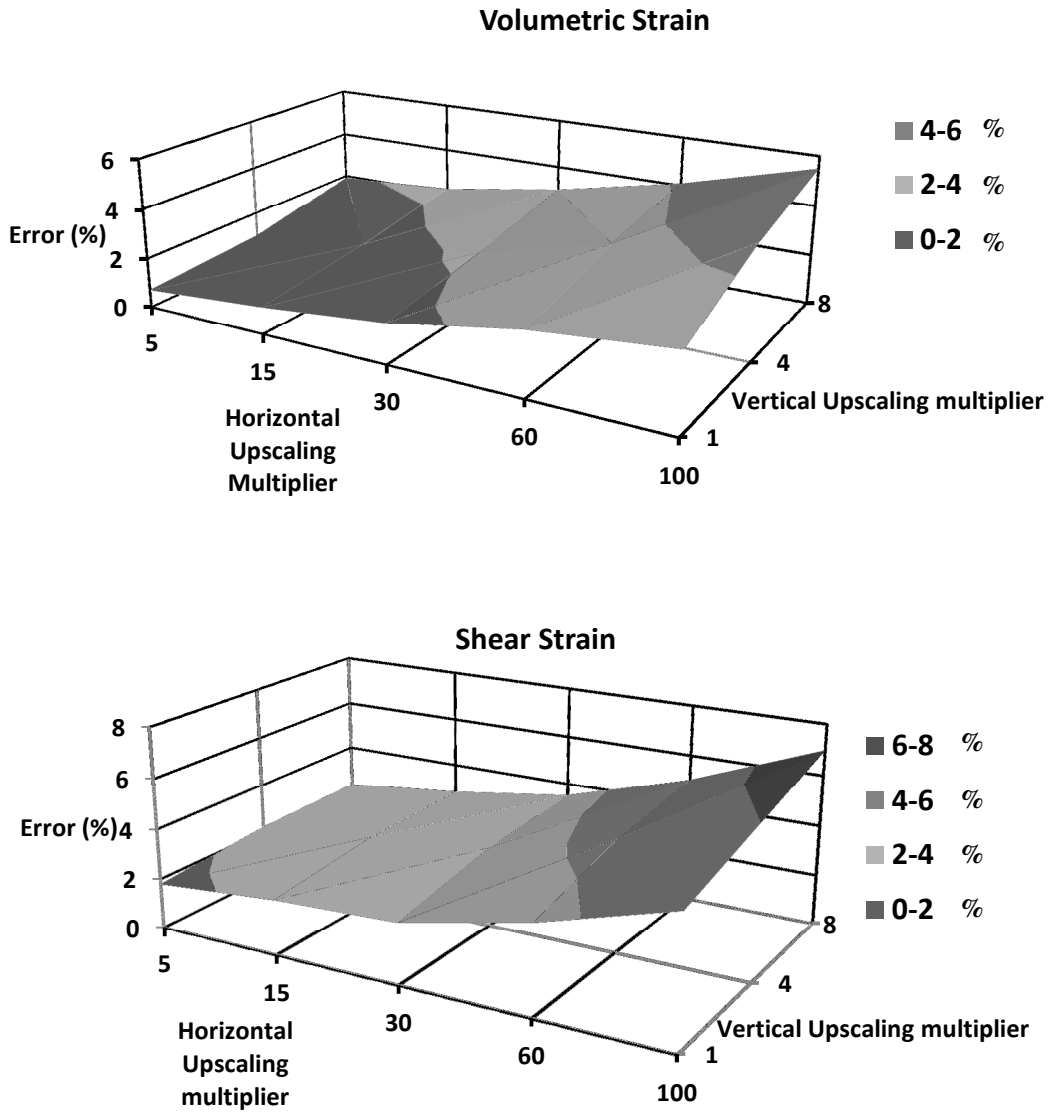 Volumetric Strain
6
4
Error (%)
2
0
5
15
30
60
100
Horizontal
Upscaling
Multiplier
1
4
8
Vertical Upscaling multiplier
4-6 %
2-4 %
0-2 %
Shear Strain
8
6
Error (%) 4
2
0
5
15
30
60
100
Horizontal
Upscaling
multiplier
1
4
8
Vertical Upscaling multiplier
6-8 %
4-6 %
2-4 %
0-2 %